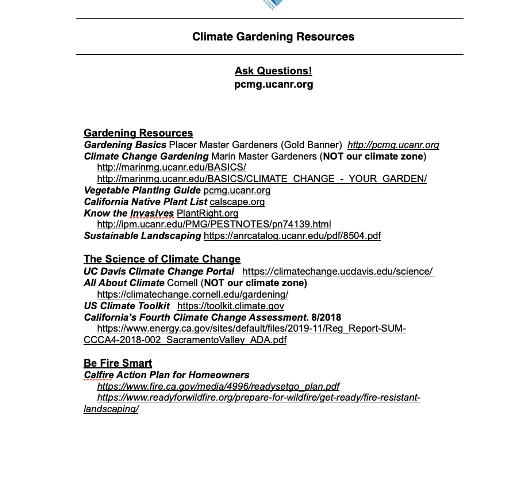 Climate Gardening Resources
Ask Questions!
pcmg.ucanr.org
Gardening Resources
Gardening Basics Placer Master Gardeners (Gold Banner) http://pcmg.ucanr.org
Climate Change Gardening Marin Master Gardeners (NOT our climate zone)
http://marinmg.ucanr.edu/BASICS/
http://marinmg.ucanr.edu/BASICS/CLIMATE_CHANGE_-_YOUR_GARDEN/
Vegetable Planting Guide pcmg.ucanr.org
California Native Plant List calscape.org
Know the Invasives PlantRight.org
http://ipm.ucanr.edu/PMG/PESTNOTES/pn74139.html
Sustainable Landscaping https://anrcatalog.ucanr.edu/pdf/8504.pdf
The Science of Climate Change
UC Davis Climate Change Portal https://climatechange.ucdavis.edu/science/
All About Climate Cornell (NOT our climate zone)
https://climatechange.cornell.edu/gardening/
US Climate Toolkit https://toolkit.climate.gov
California's Fourth Climate Change Assessment. 8/2018
https://www.energy.ca.gov/sites/default/files/2019-11/Reg_Report-SUM-
CCCA4-2018-002_SacramentoValley_ADA.pdf
Be Fire Smart
Calfire Action Plan for Homeowners
https://www.fire.ca.gov/media/4996/readysetgo_plan.pdf
https://www.readyforwildfire.org/prepare-for-wildfire/get-ready/fire-resistant-
landscaping/